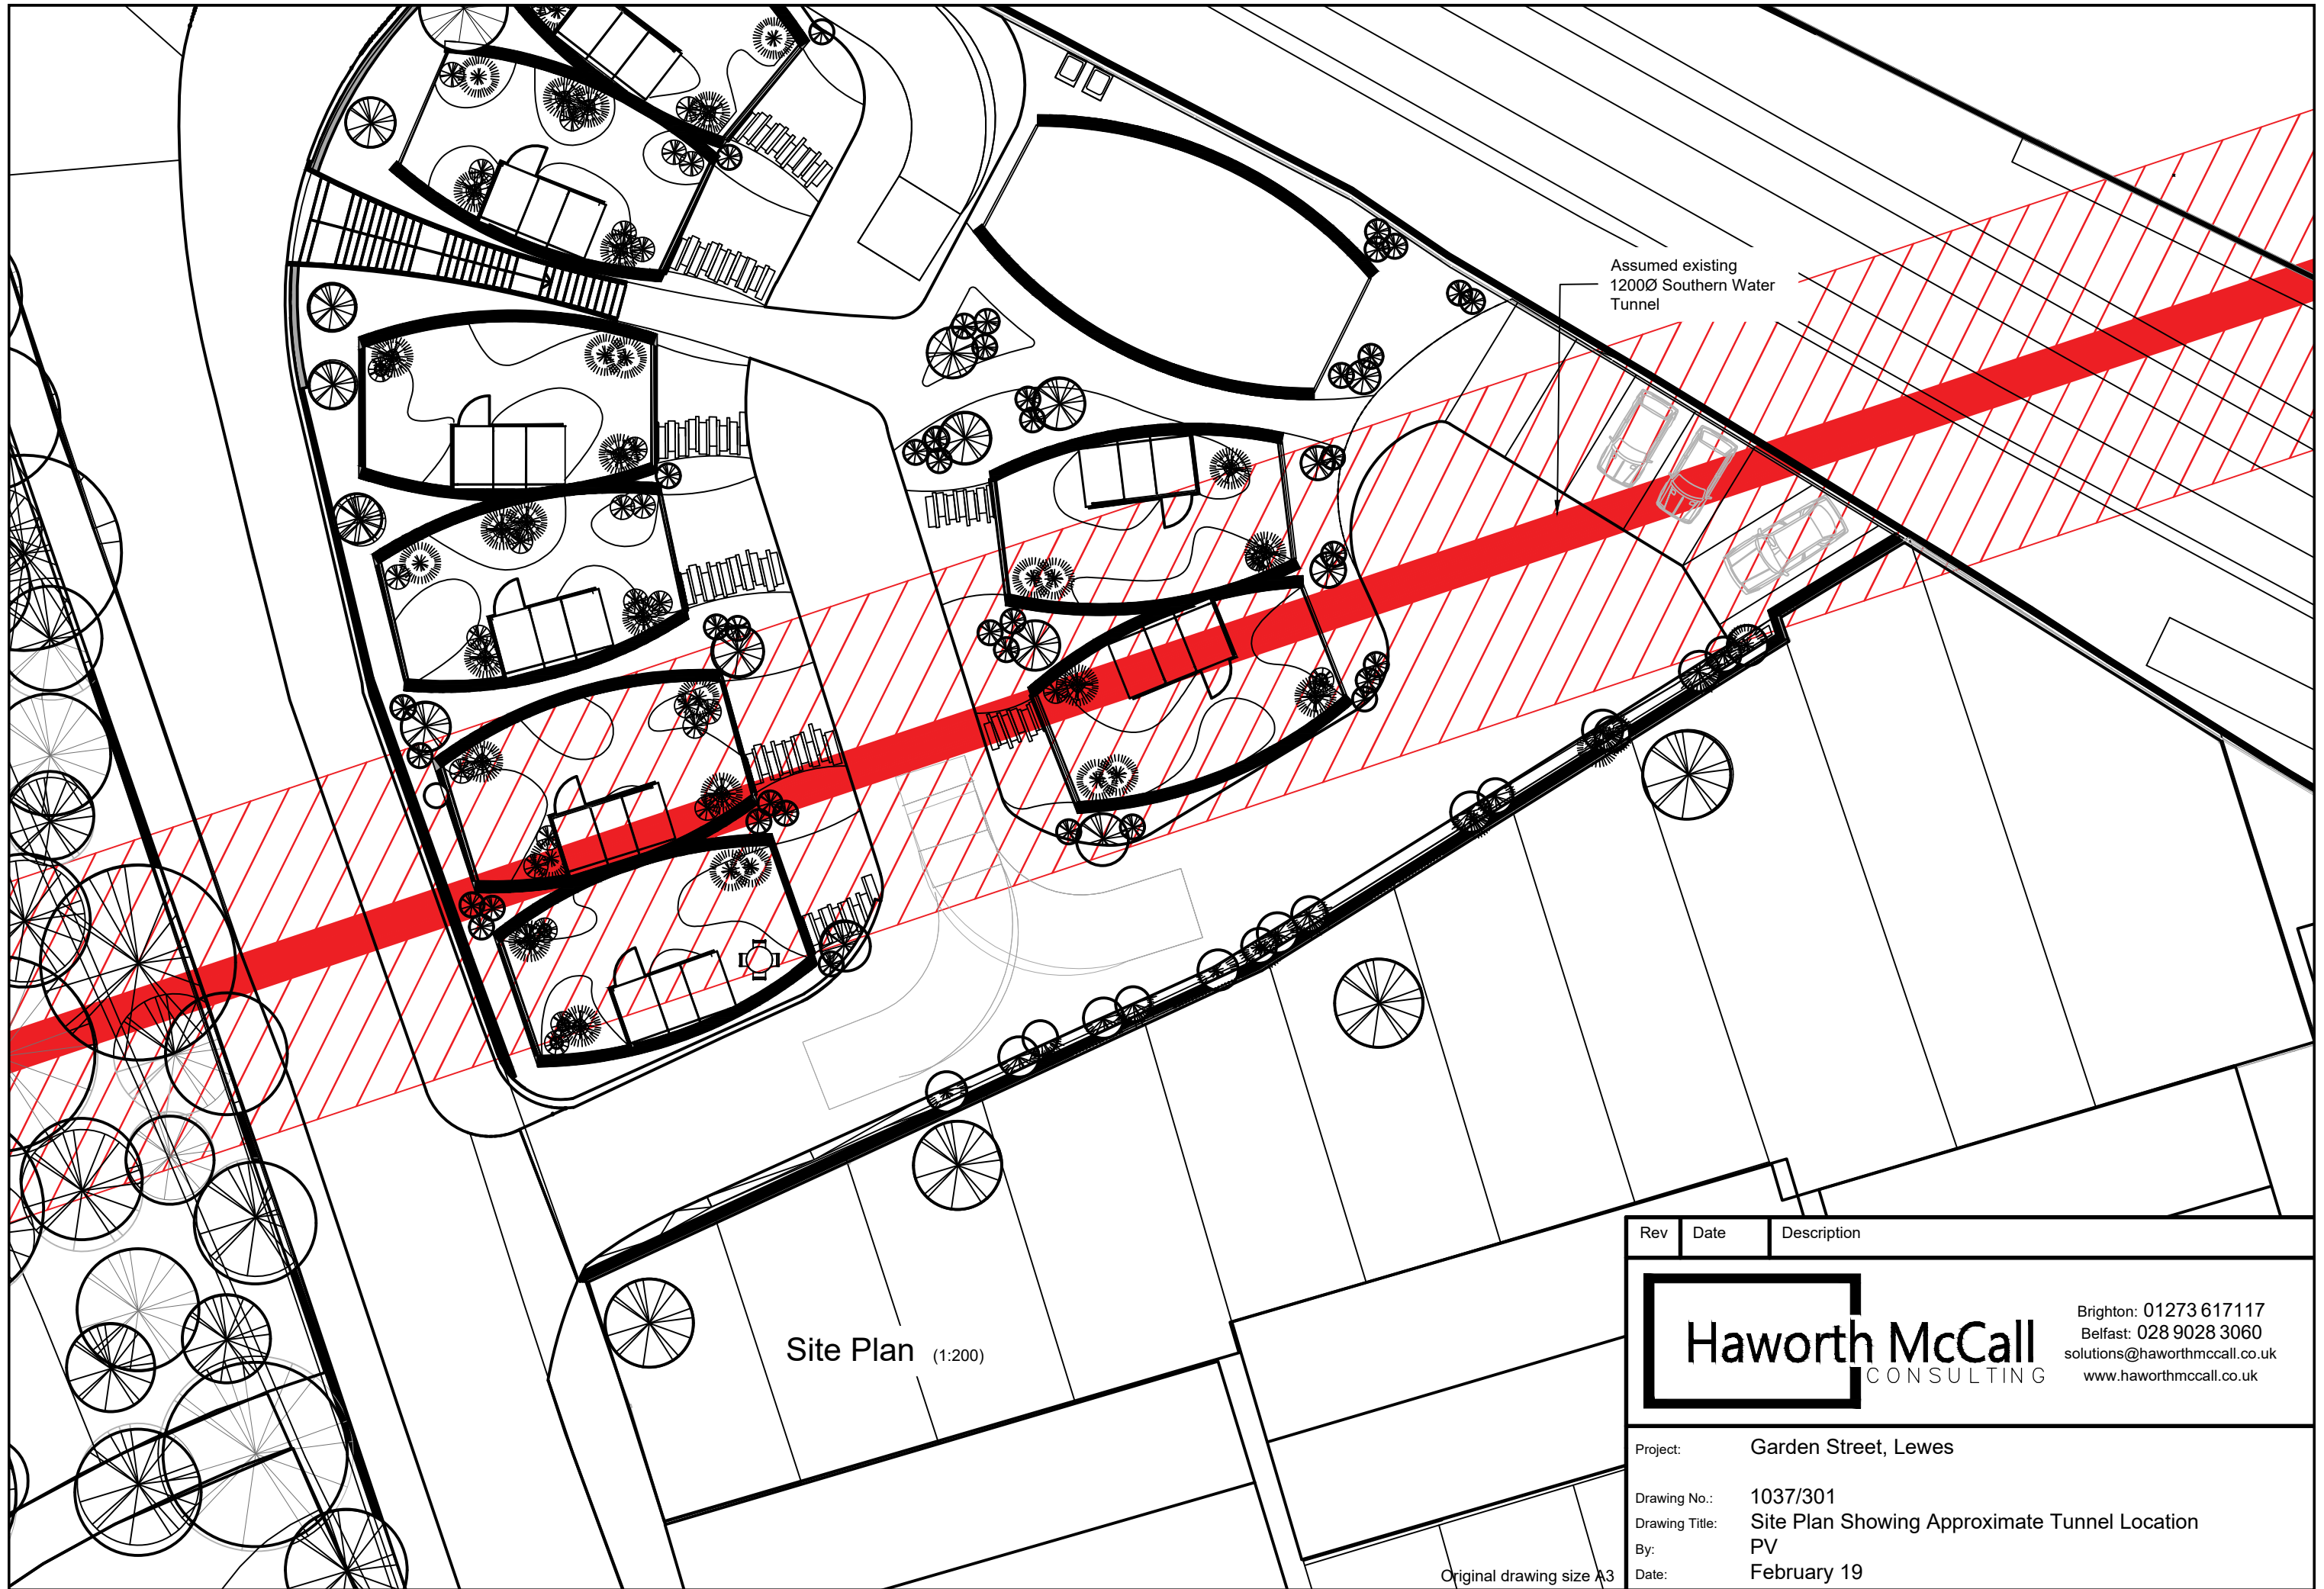 Assumed existing
1200Ø Southern Water
Tunnel
Site Plan (1:200)
Original drawing size A3
Rev Date Description
Haworth McCall
CONSULTING
Brighton: 01273 617117
Belfast: 028 9028 3060
solutions@haworthmccall.co.uk
www.haworthmccall.co.uk
Project: Garden Street, Lewes
Drawing No.: 1037/301
Drawing Title: Site Plan Showing Approximate Tunnel Location
By: PV
Date: February 19